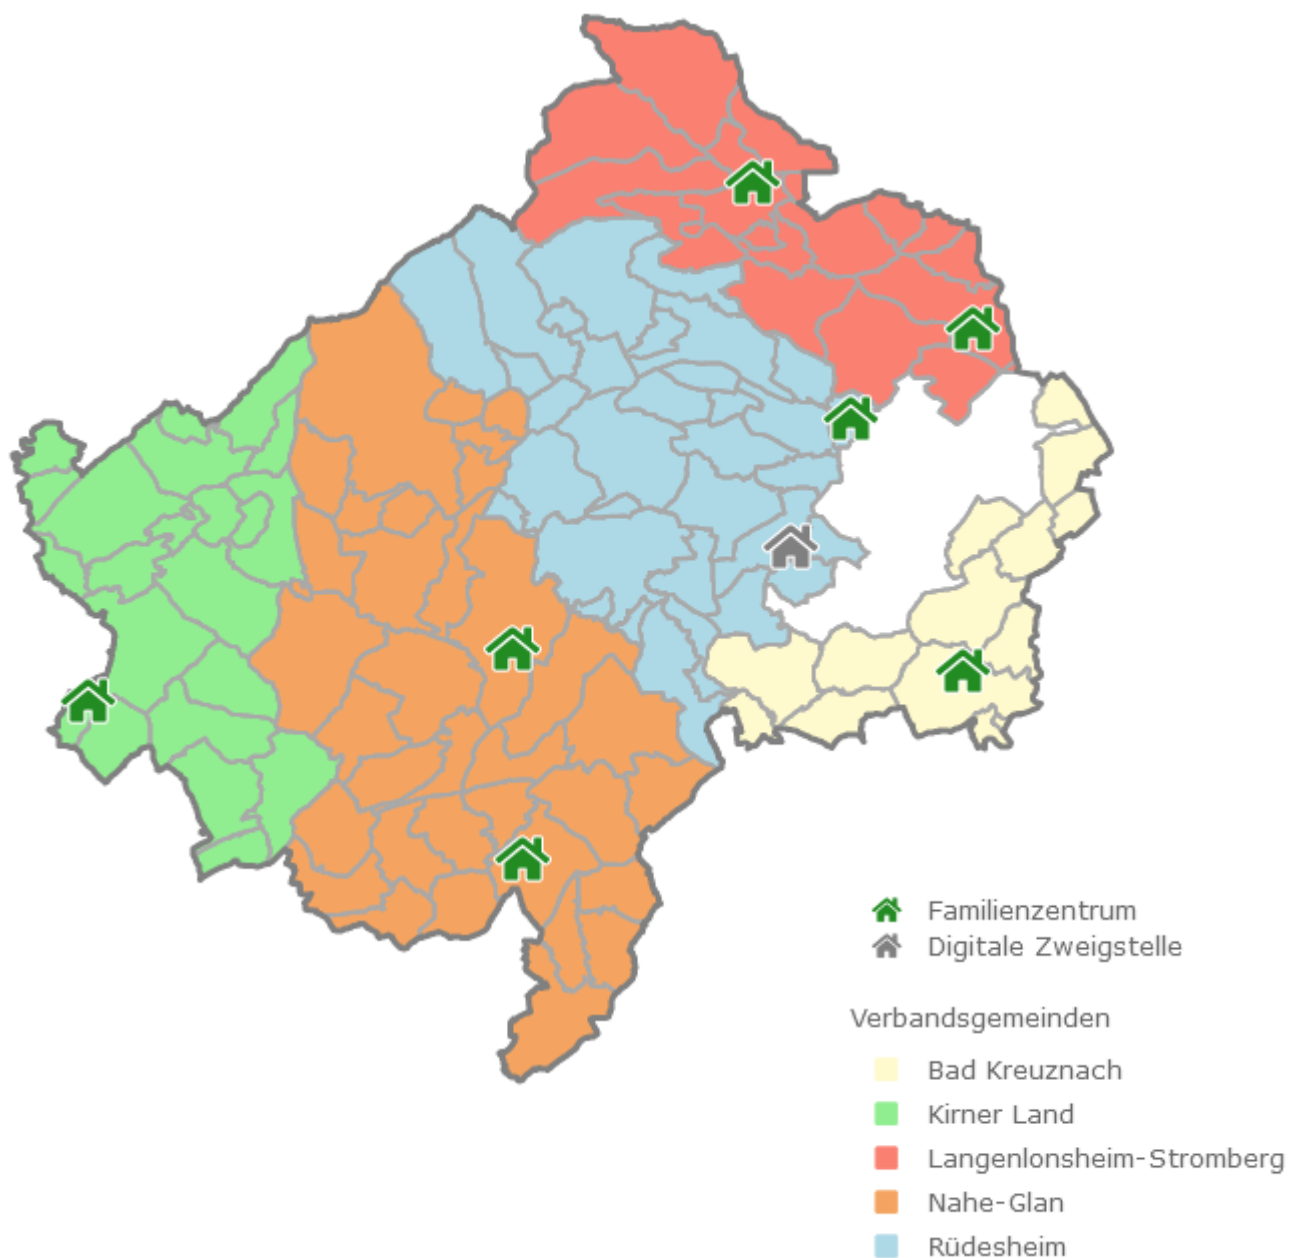 Familienzentrum
Digitale Zweigstelle
Verbandsgemeinden
Bad Kreuznach
Kirner Land
Langenlonsheim-Stromberg
Nahe-Glan
Rüdesheim